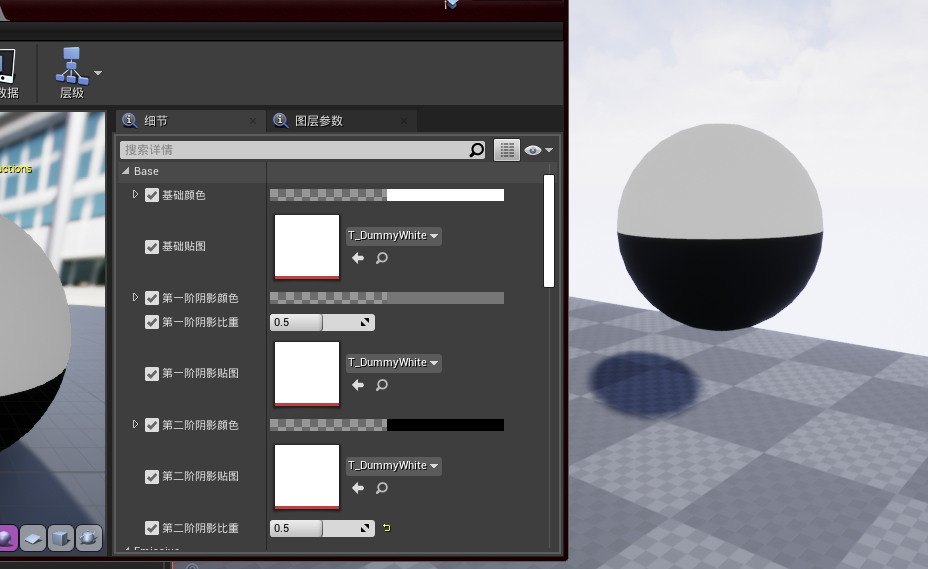 数据
层级
细节
图层参数
搜索详情
uctions
Base
基础颜色
基础贴图
T_DummyWhite
第一阶阴影颜色
第一阶阴影比重
0.5
第一阶阴影贴图
T_DummyWhite
第二阶阴影颜色
第二阶阴影贴图
T_DummyWhite
第二阶阴影比重
0.5
Emissive